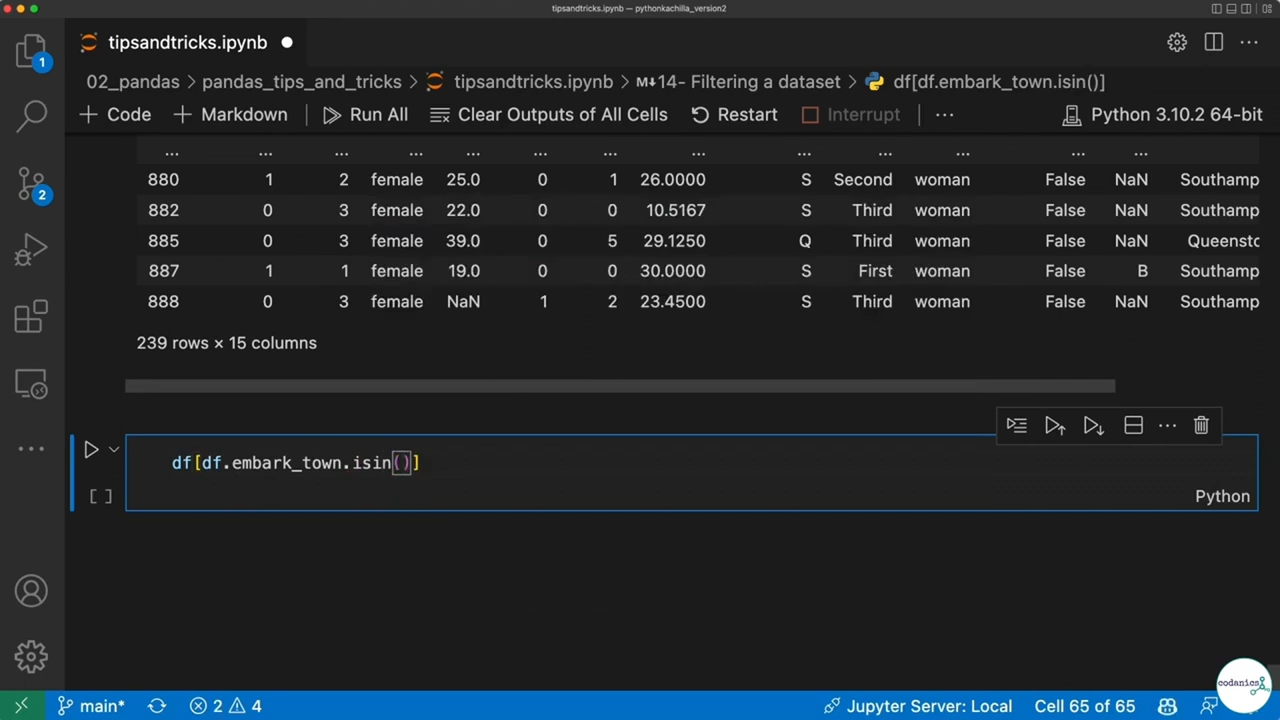 tipsandtricks.ipynb — pythonkachilla_version2
tipsandtricks.ipynb
02_pandas > pandas_tips_and_tricks > tipsandtricks.ipynb > M↓14- Filtering a dataset > df[df.embark_town.isin()]
+ Code + Markdown Run All Clear Outputs of All Cells Restart Interrupt ... Python 3.10.2 64-bit
... ... ... ... ... ... ... ... ... ... ... ... ...
880 1 2 female 25.0 0 1 26.0000 S Second woman False NaN Southamp
882 0 3 female 22.0 0 0 10.5167 S Third woman False NaN Southamp
885 0 3 female 39.0 0 5 29.1250 Q Third woman False NaN Queensto
887 1 1 female 19.0 0 0 30.0000 S First woman False B Southamp
888 0 3 female NaN 1 2 23.4500 S Third woman False NaN Southamp
239 rows × 15 columns
df[df.embark_town.isin()]
[ ] Python
1
2
codanics
main* 2 4 Jupyter Server: Local Cell 65 of 65